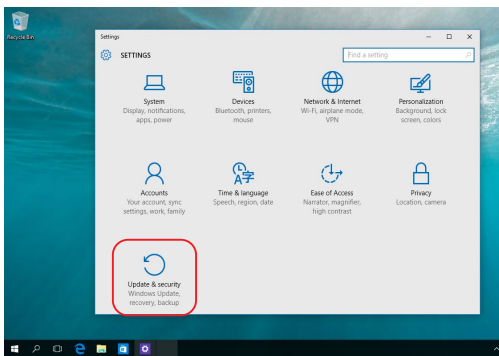 Recycle Bin
Settings
SETTINGS
Find a setting
System
Display, notifications,
apps, power
Devices
Bluetooth, printers,
mouse
Network & Internet
Wi-Fi, airplane mode,
VPN
Personalization
Background, lock
screen, colors
Accounts
Your account, sync
settings, work, family
Time & language
Speech, region, date
Ease of Access
Narrator, magnifier,
high contrast
Privacy
Location, camera
Update & security
Windows Update,
recovery, backup